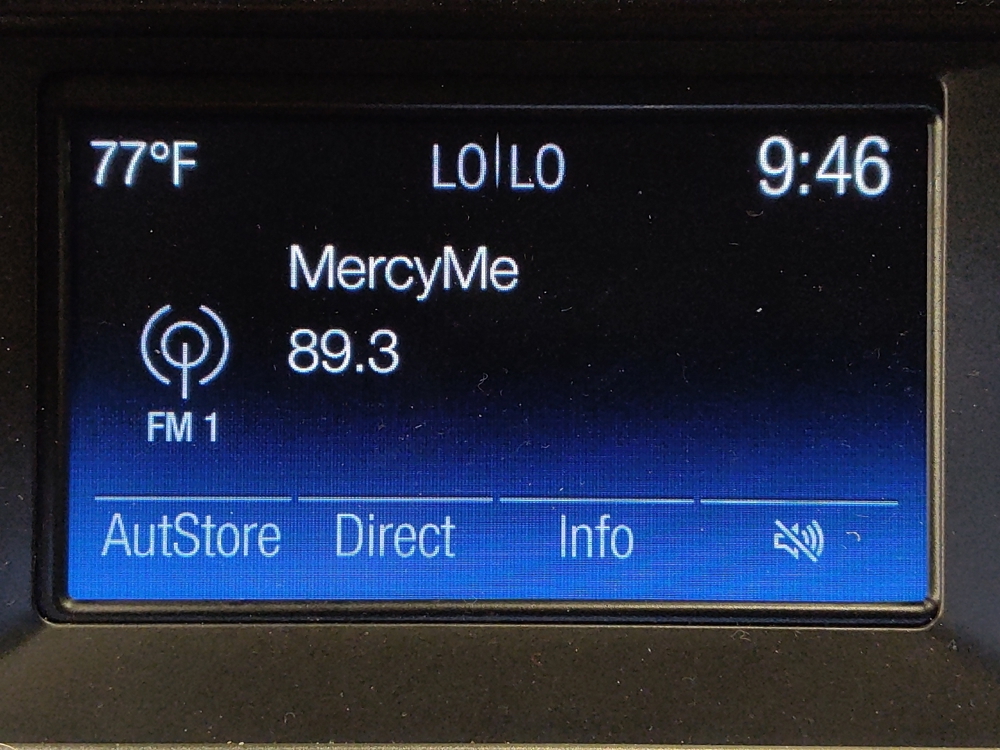 77°F LO|LO 9:46
MercyMe
89.3
FM 1
AutStore Direct Info